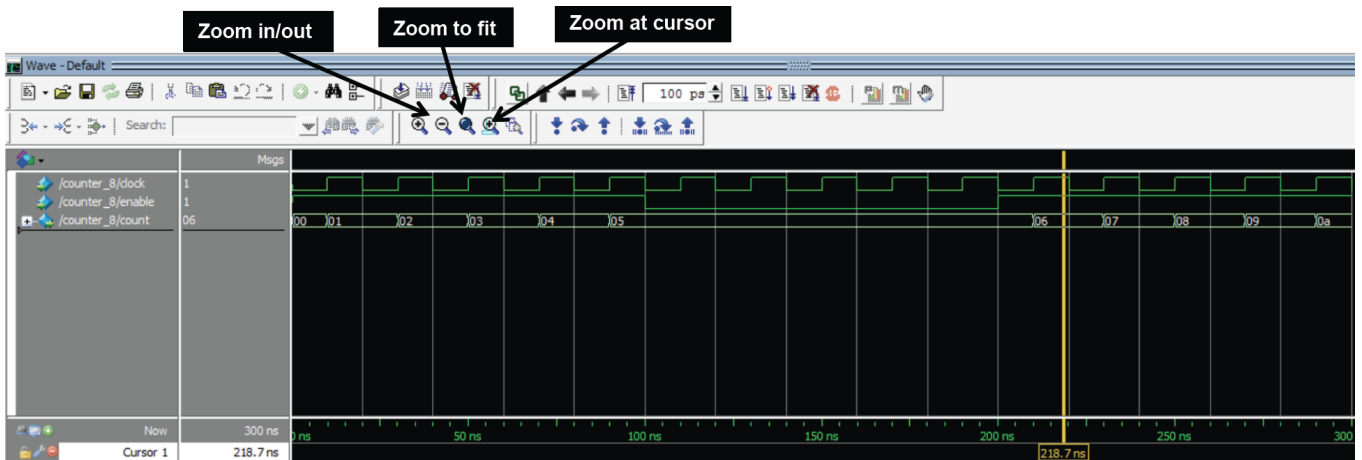 Zoom in/out
Zoom to fit
Zoom at cursor
Wave - Default
100 ps
Search:
Msgs
/counter_8/clock 1
/counter_8/enable 1
/counter_8/count 06 00 01 02 03 04 05 06 07 08 09 0a
Now 300 ns 0 ns 50 ns 100 ns 150 ns 200 ns 250 ns 300
Cursor 1 218.7 ns 218.7 ns